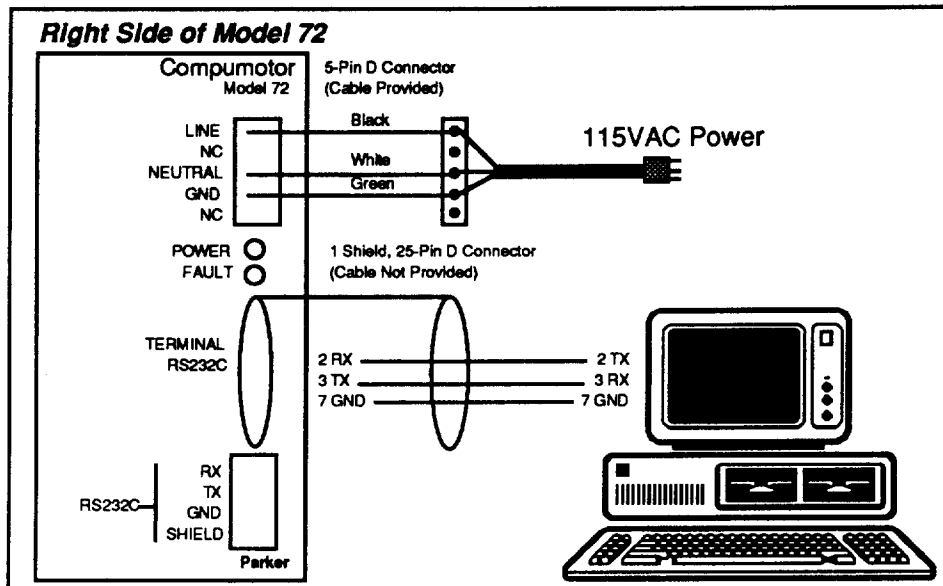 Right Side of Model 72
Compumotor
Model 72
5-Pin D Connector
(Cable Provided)
LINE
NC
NEUTRAL
GND
NC
Black
White
Green
115VAC Power
POWER
FAULT
1 Shield, 25-Pin D Connector
(Cable Not Provided)
TERMINAL
RS232C
2 RX
3 TX
7 GND
2 TX
3 RX
7 GND
RS232C
RX
TX
GND
SHIELD
Parker